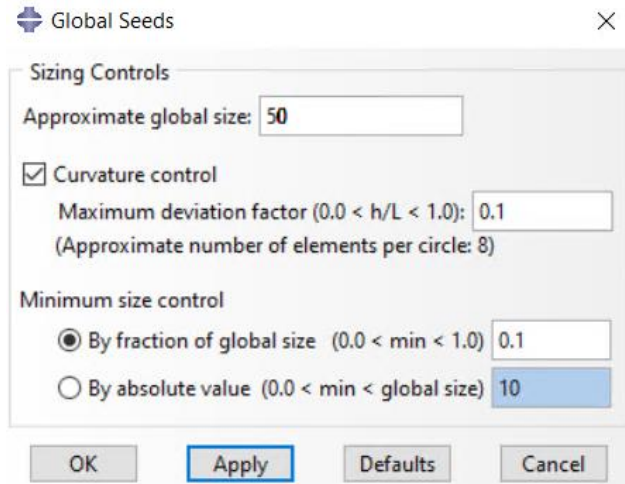 Global Seeds
Sizing Controls
Approximate global size: 50
Curvature control
Maximum deviation factor (0.0 < h/L < 1.0): 0.1
(Approximate number of elements per circle: 8)
Minimum size control
By fraction of global size (0.0 < min < 1.0) 0.1
By absolute value (0.0 < min < global size) 10
OK Apply Defaults Cancel